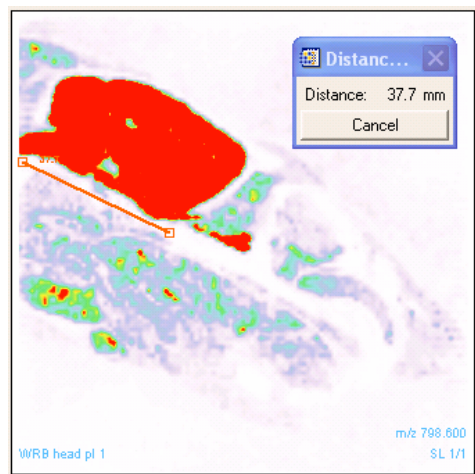 Distanc...
Distance: 37.7 mm
Cancel
m/z 798.600
WRB head pl 1
SL 1/1